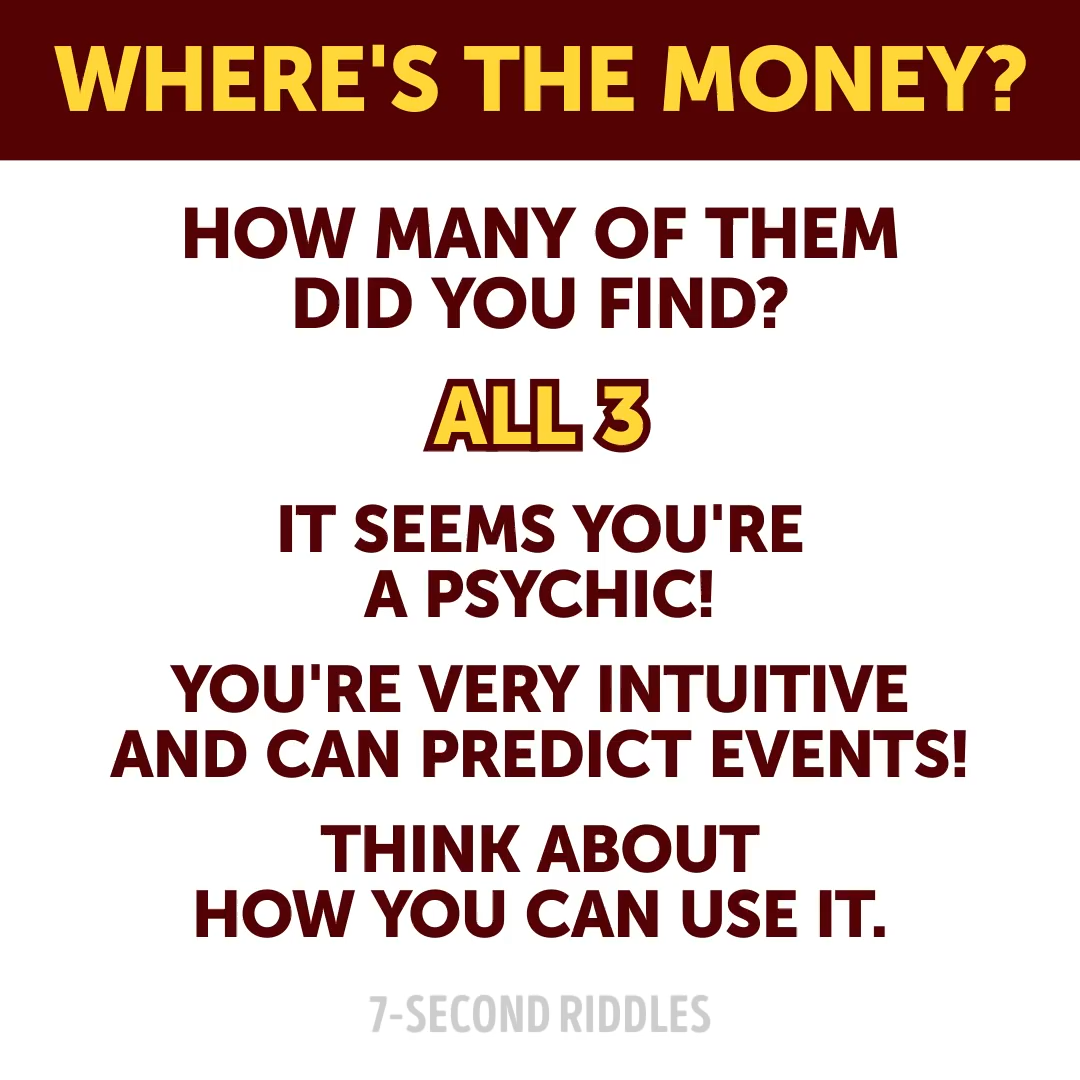 WHERE'S THE MONEY?
HOW MANY OF THEM
DID YOU FIND?
ALL 3
IT SEEMS YOU'RE
A PSYCHIC!
YOU'RE VERY INTUITIVE
AND CAN PREDICT EVENTS!
THINK ABOUT
HOW YOU CAN USE IT.
7-SECOND RIDDLES